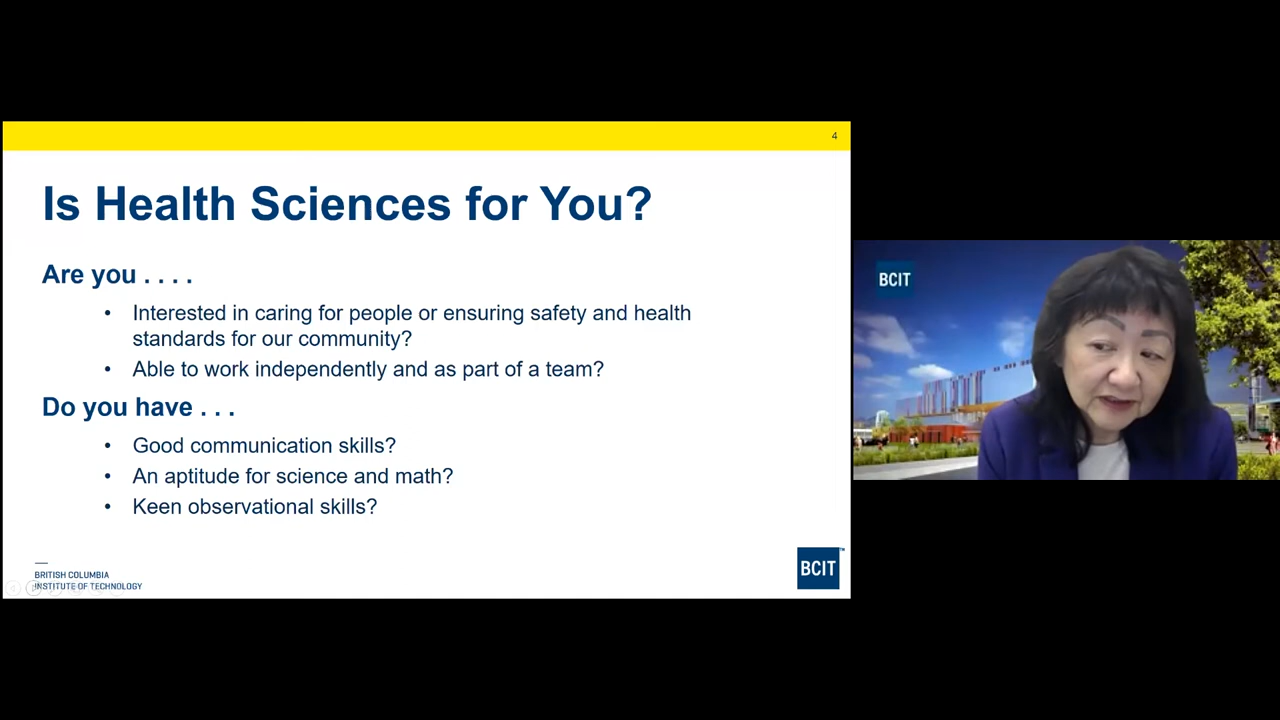 4
Is Health Sciences for You?
Are you . . . .
• Interested in caring for people or ensuring safety and health
standards for our community?
• Able to work independently and as part of a team?
Do you have . . .
• Good communication skills?
• An aptitude for science and math?
• Keen observational skills?
BRITISH COLUMBIA
INSTITUTE OF TECHNOLOGY
BCIT™
BCIT